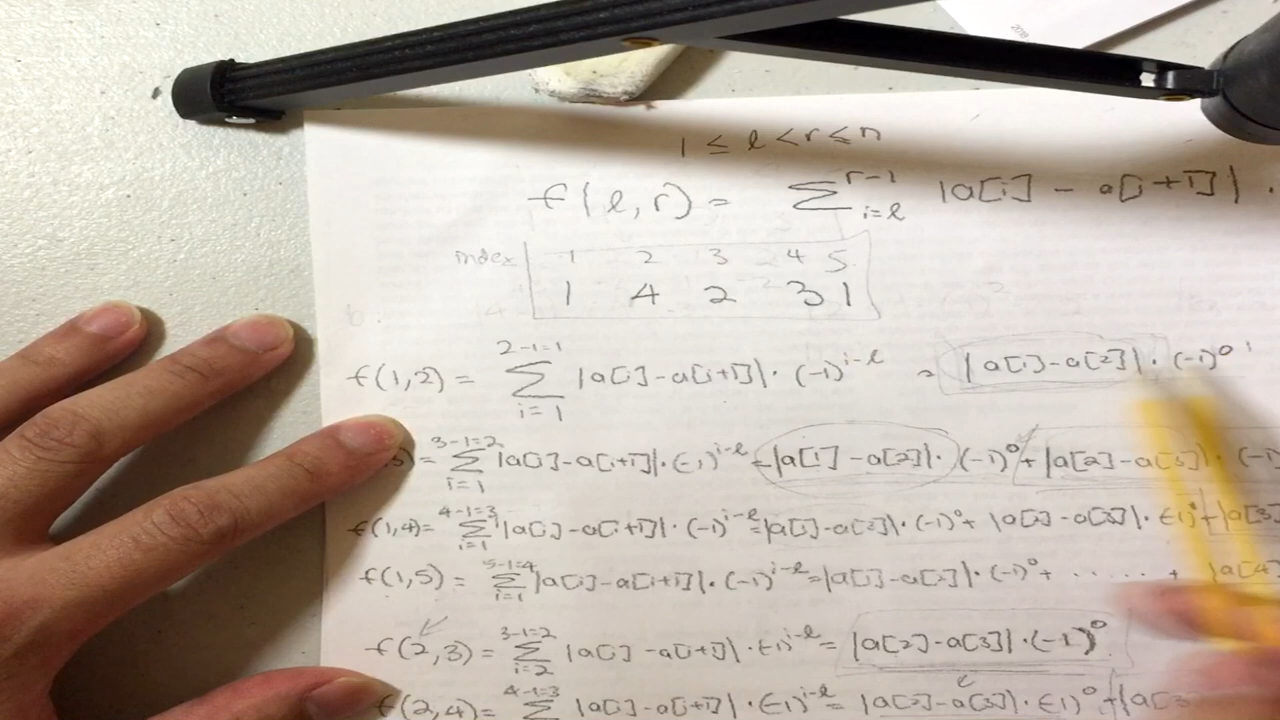 1 ≤ l < r ≤ n
f(l,r) = Σ_{i=l}^{r-1} |a[i] - a[i+1]| ·
index 1 2 3 4 5
1 4 2 3 1
f(1,2) = Σ_{i=1}^{2-1=1} |a[i]-a[i+1]| · (-1)^{i-l} = |a[1]-a[2]| · (-1)^0
3) = Σ_{i=1}^{3-1=2} |a[i]-a[i+1]| · (-1)^{i-l} = |a[1]-a[2]| · (-1)^0 + |a[2]-a[3]| · (-1
f(1,4) = Σ_{i=1}^{4-1=3} |a[i]-a[i+1]| · (-1)^{i-l} = |a[1]-a[2]| · (-1)^0 + |a[2]-a[3]| · (-1)^1 + |a[3
f(1,5) = Σ_{i=1}^{5-1=4} |a[i]-a[i+1]| · (-1)^{i-l} = |a[1]-a[2]| · (-1)^0 + ...... + |a[4]
f(2,3) = Σ_{i=2}^{3-1=2} |a[i]-a[i+1]| · (-1)^{i-l} = |a[2]-a[3]| · (-1)^0
f(2,4) = Σ^{4-1=3} |a[i]-a[i+1]| · (-1)^{i-l} = |a[2]-a[3]| · (-1)^0 + |a[3